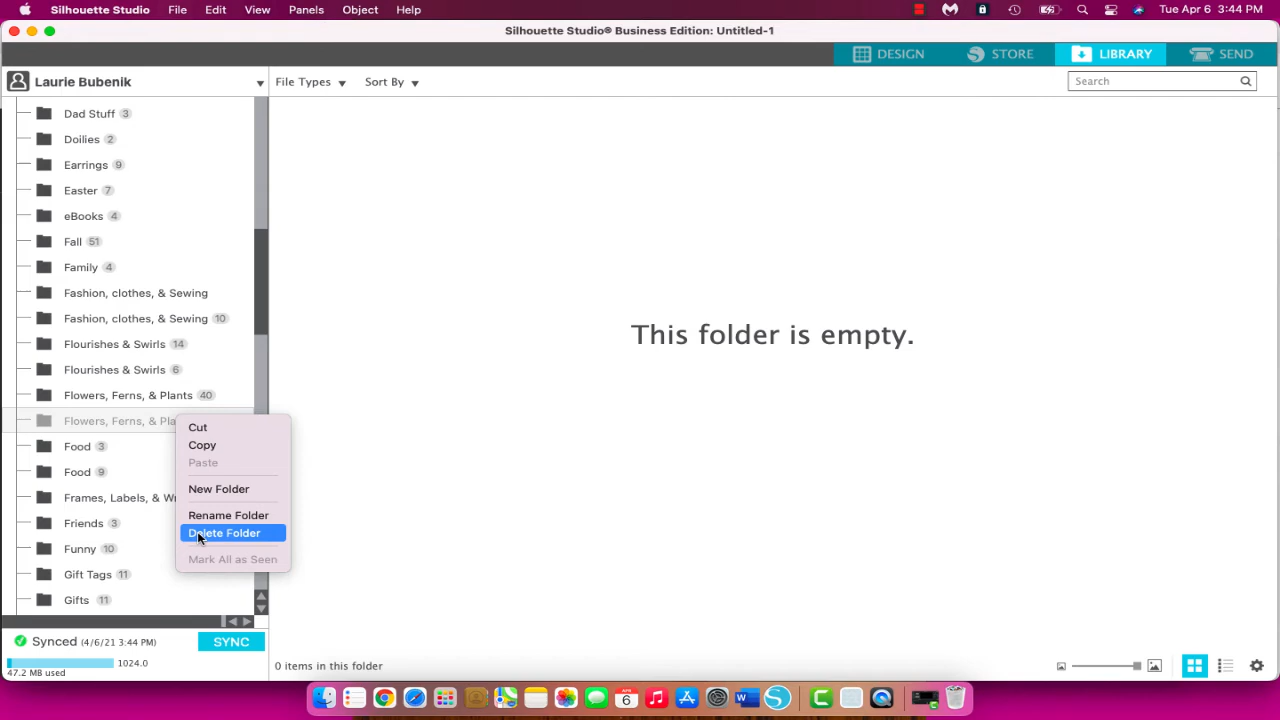 Silhouette Studio File Edit View Panels Object Help Tue Apr 6 3:44 PM
Silhouette Studio® Business Edition: Untitled-1
DESIGN STORE LIBRARY SEND
Laurie Bubenik File Types Sort By Search
Dad Stuff 3
Doilies 2
Earrings 9
Easter 7
eBooks 4
Fall 51
Family 4
Fashion, clothes, & Sewing
Fashion, clothes, & Sewing 10
Flourishes & Swirls 14
Flourishes & Swirls 6
Flowers, Ferns, & Plants 40
Flowers, Ferns, & Pla
Food 3
Food 9
Frames, Labels, & Wr
Friends 3
Funny 10
Gift Tags 11
Gifts 11
Cut
Copy
Paste
New Folder
Rename Folder
Delete Folder
Mark All as Seen
This folder is empty.
Synced (4/6/21 3:44 PM) SYNC
1024.0
47.2 MB used
0 items in this folder
6